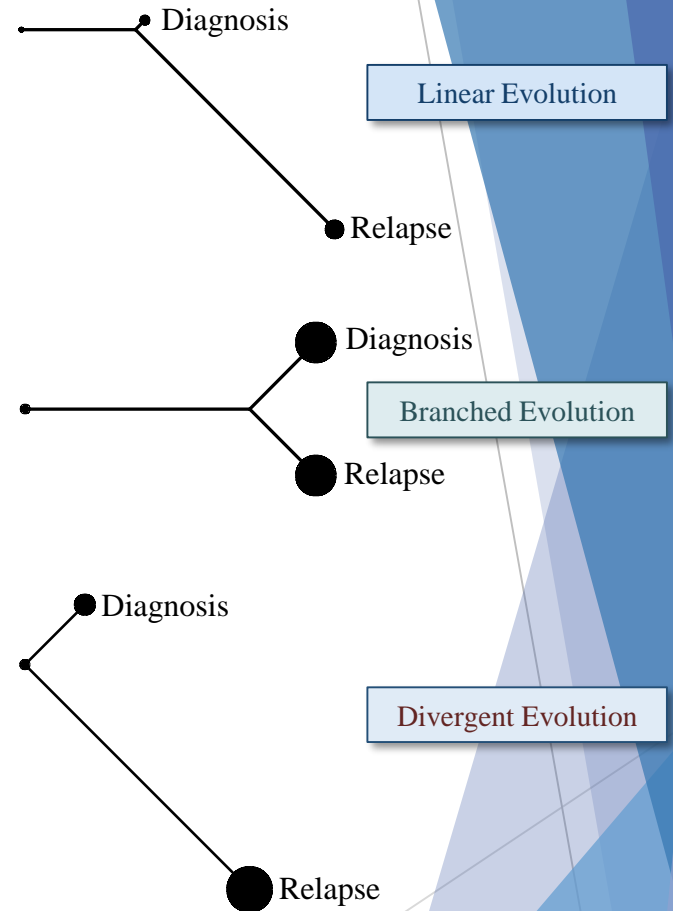 Diagnosis
Linear Evolution
Relapse
Diagnosis
Branched Evolution
Relapse
Diagnosis
Divergent Evolution
Relapse